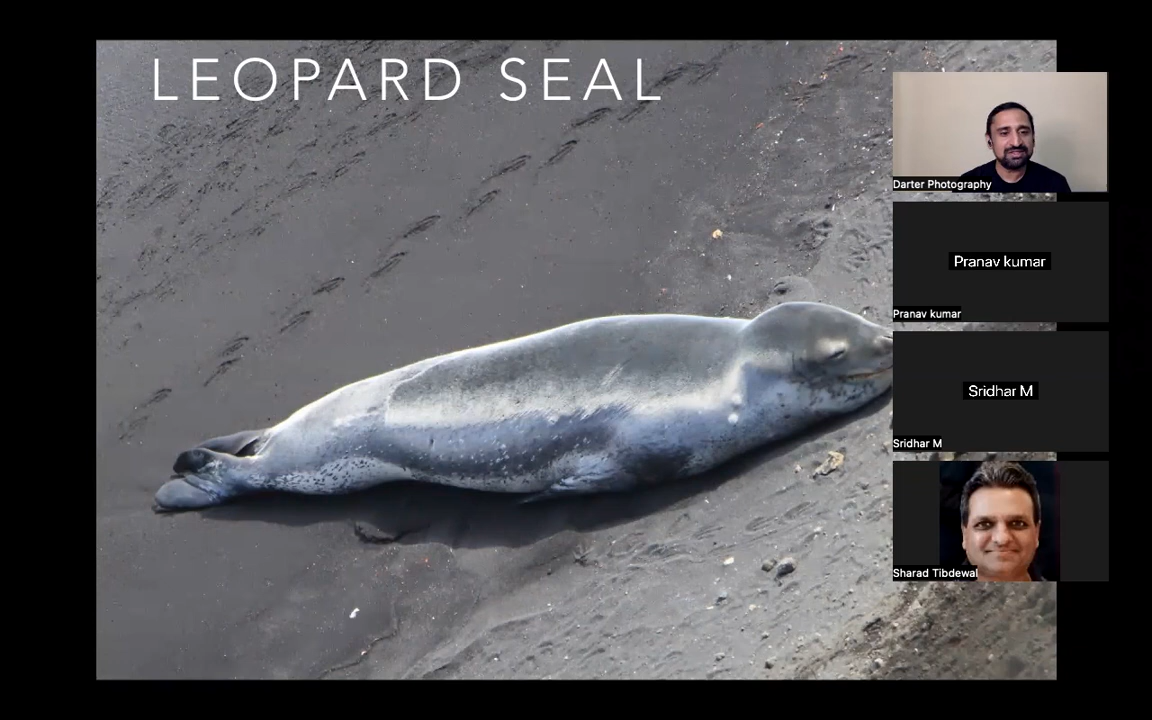 LEOPARD SEAL
Darter Photography
Pranav kumar
Pranav kumar
Sridhar M
Sridhar M
Sharad Tibdewal